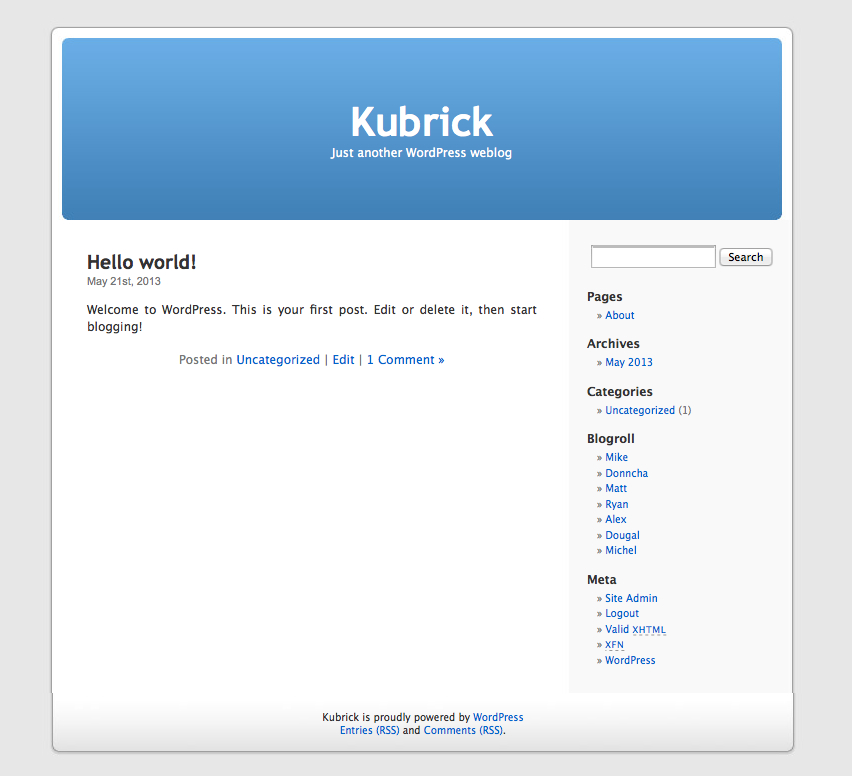 Kubrick
Just another WordPress weblog
Hello world!
May 21st, 2013
Welcome to WordPress. This is your first post. Edit or delete it, then start
blogging!
Posted in Uncategorized | Edit | 1 Comment »
Search
Pages
» About
Archives
» May 2013
Categories
» Uncategorized (1)
Blogroll
» Mike
» Donncha
» Matt
» Ryan
» Alex
» Dougal
» Michel
Meta
» Site Admin
» Logout
» Valid XHTML
» XFN
» WordPress
Kubrick is proudly powered by WordPress
Entries (RSS) and Comments (RSS).